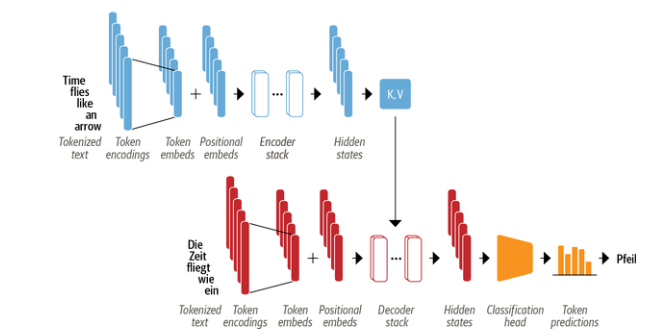 Time
flies
like
an
arrow
K,V
Tokenized text
Token encodings
Token embeds
Positional embeds
Encoder stack
Hidden states
+
...
Die
Zeit
fliegt
wie
ein
+
...
Pfeil
Tokenized text
Token encodings
Token embeds
Positional embeds
Decoder stack
Hidden states
Classification head
Token predictions